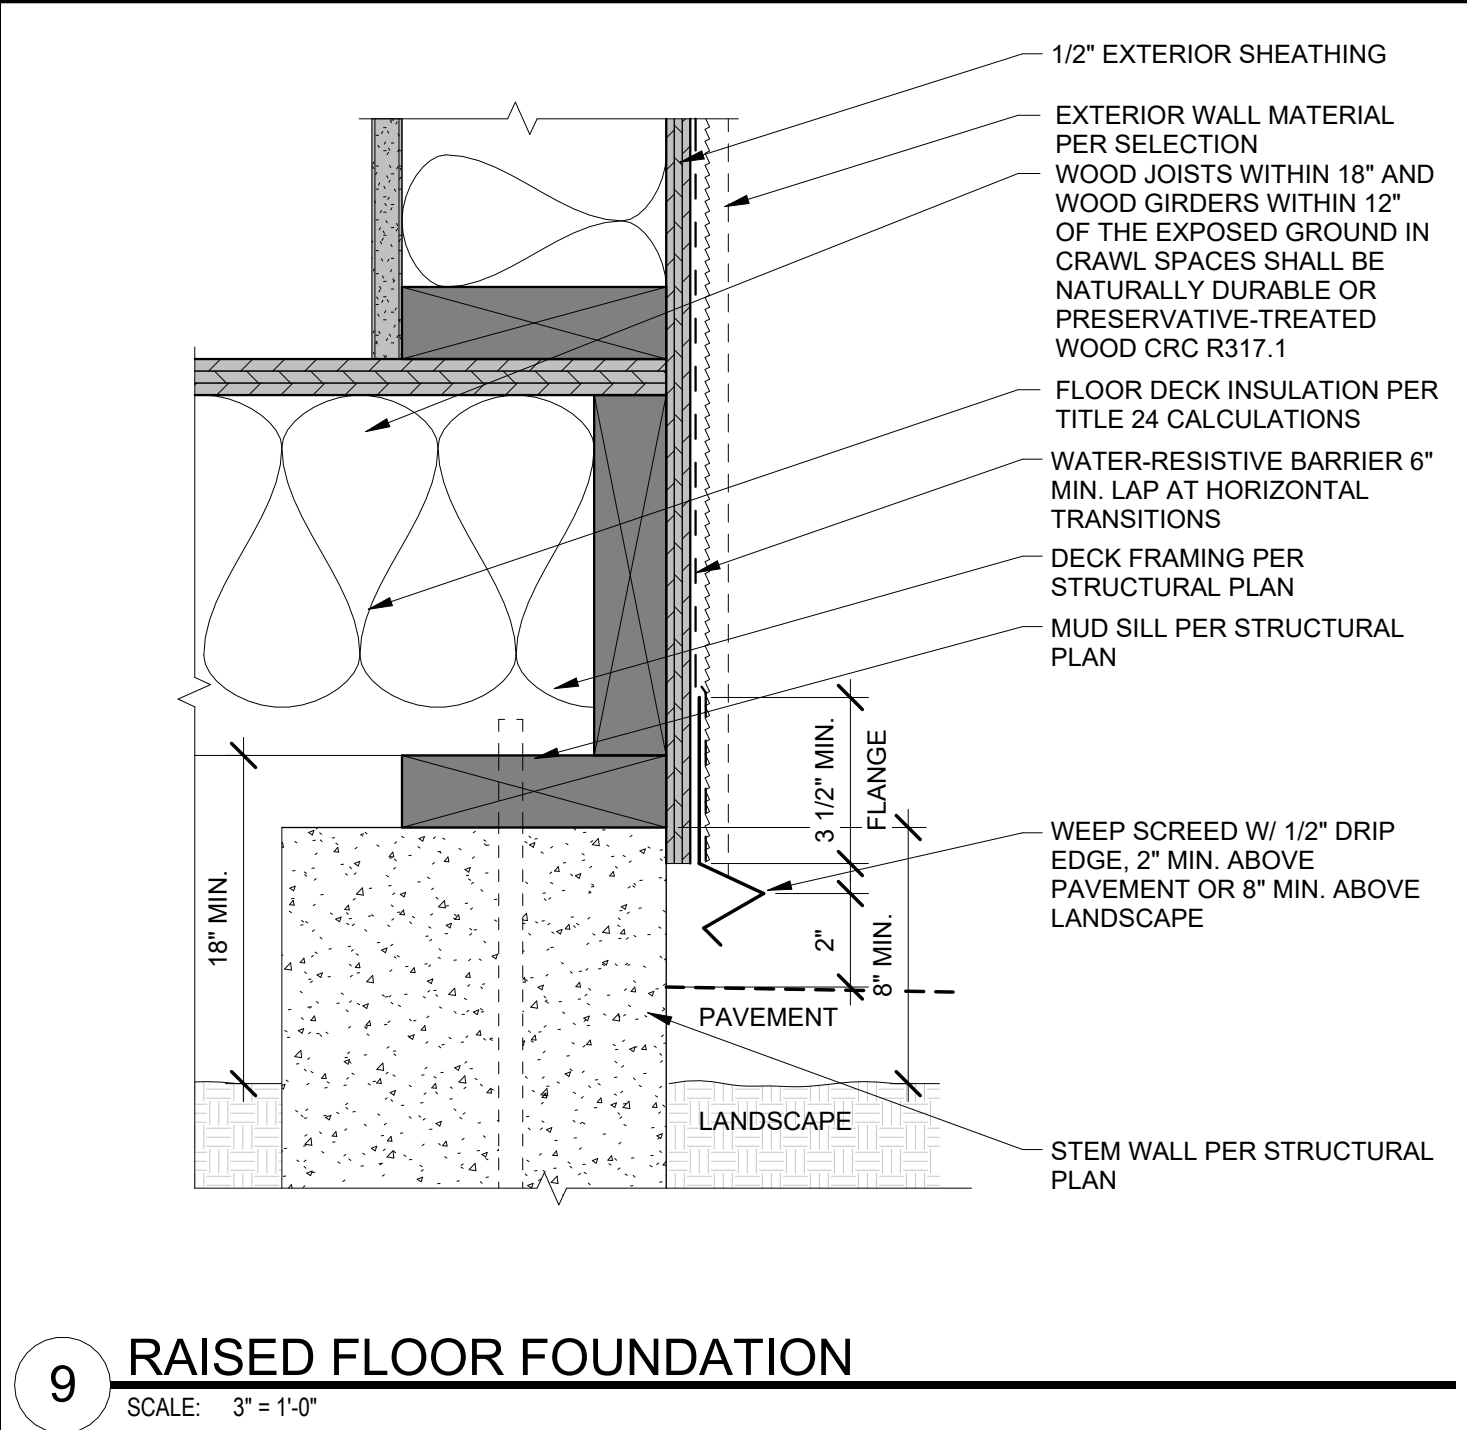 1/2" EXTERIOR SHEATHING
EXTERIOR WALL MATERIAL
PER SELECTION
WOOD JOISTS WITHIN 18" AND
WOOD GIRDERS WITHIN 12"
OF THE EXPOSED GROUND IN
CRAWL SPACES SHALL BE
NATURALLY DURABLE OR
PRESERVATIVE-TREATED
WOOD CRC R317.1
FLOOR DECK INSULATION PER
TITLE 24 CALCULATIONS
WATER-RESISTIVE BARRIER 6"
MIN. LAP AT HORIZONTAL
TRANSITIONS
DECK FRAMING PER
STRUCTURAL PLAN
MUD SILL PER STRUCTURAL
PLAN
3 1/2" MIN.
FLANGE
WEEP SCREED W/ 1/2" DRIP
EDGE, 2" MIN. ABOVE
PAVEMENT OR 8" MIN. ABOVE
LANDSCAPE
18" MIN.
2"
8" MIN.
PAVEMENT
LANDSCAPE
STEM WALL PER STRUCTURAL
PLAN
9
RAISED FLOOR FOUNDATION
SCALE: 3" = 1'-0"